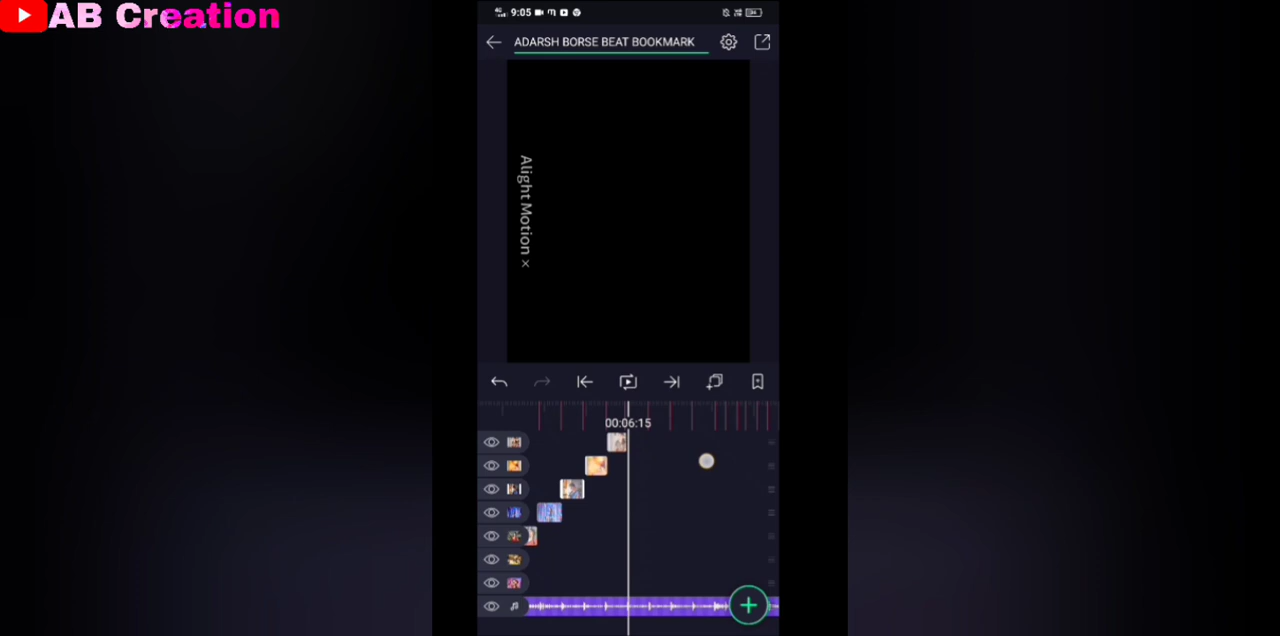 AB Creation
9:05
ADARSH BORSE BEAT BOOKMARK
Alight Motion ×
00:06:15